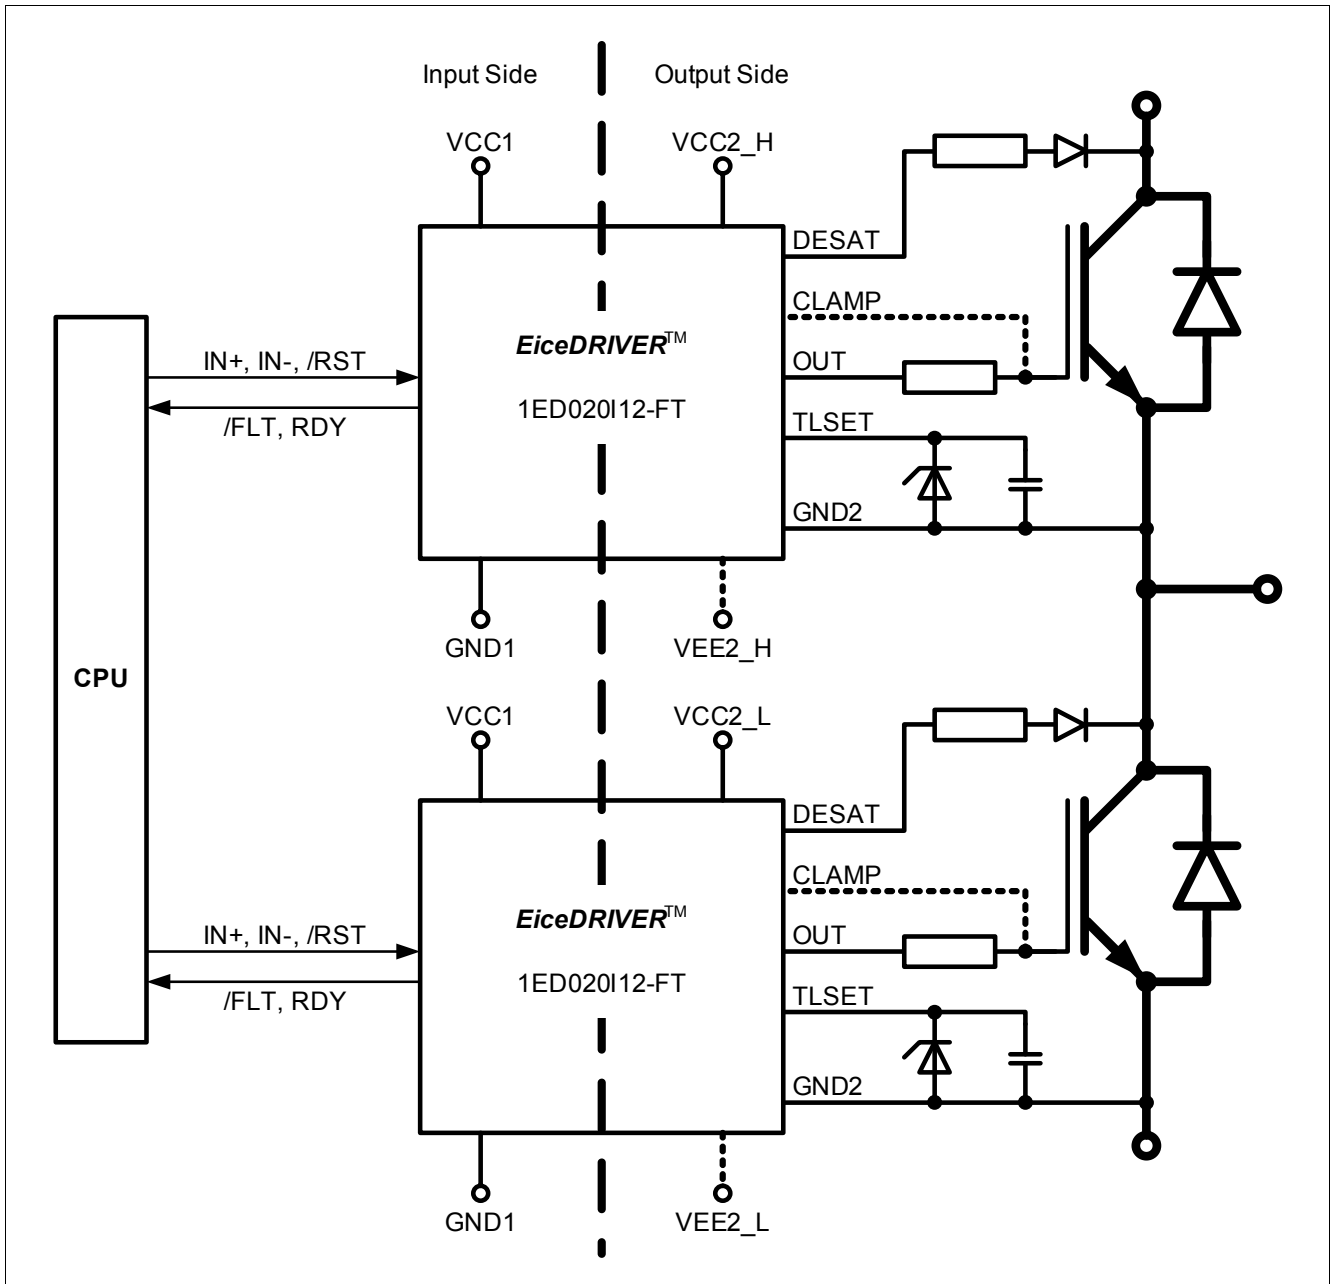 Input Side
Output Side
VCC1
VCC2_H
DESAT
CLAMP
EiceDRIVER™
IN+, IN-, /RST
OUT
1ED020I12-FT
/FLT, RDY
TLSET
GND2
GND1
VEE2_H
CPU
VCC1
VCC2_L
DESAT
CLAMP
EiceDRIVER™
IN+, IN-, /RST
OUT
1ED020I12-FT
/FLT, RDY
TLSET
GND2
GND1
VEE2_L